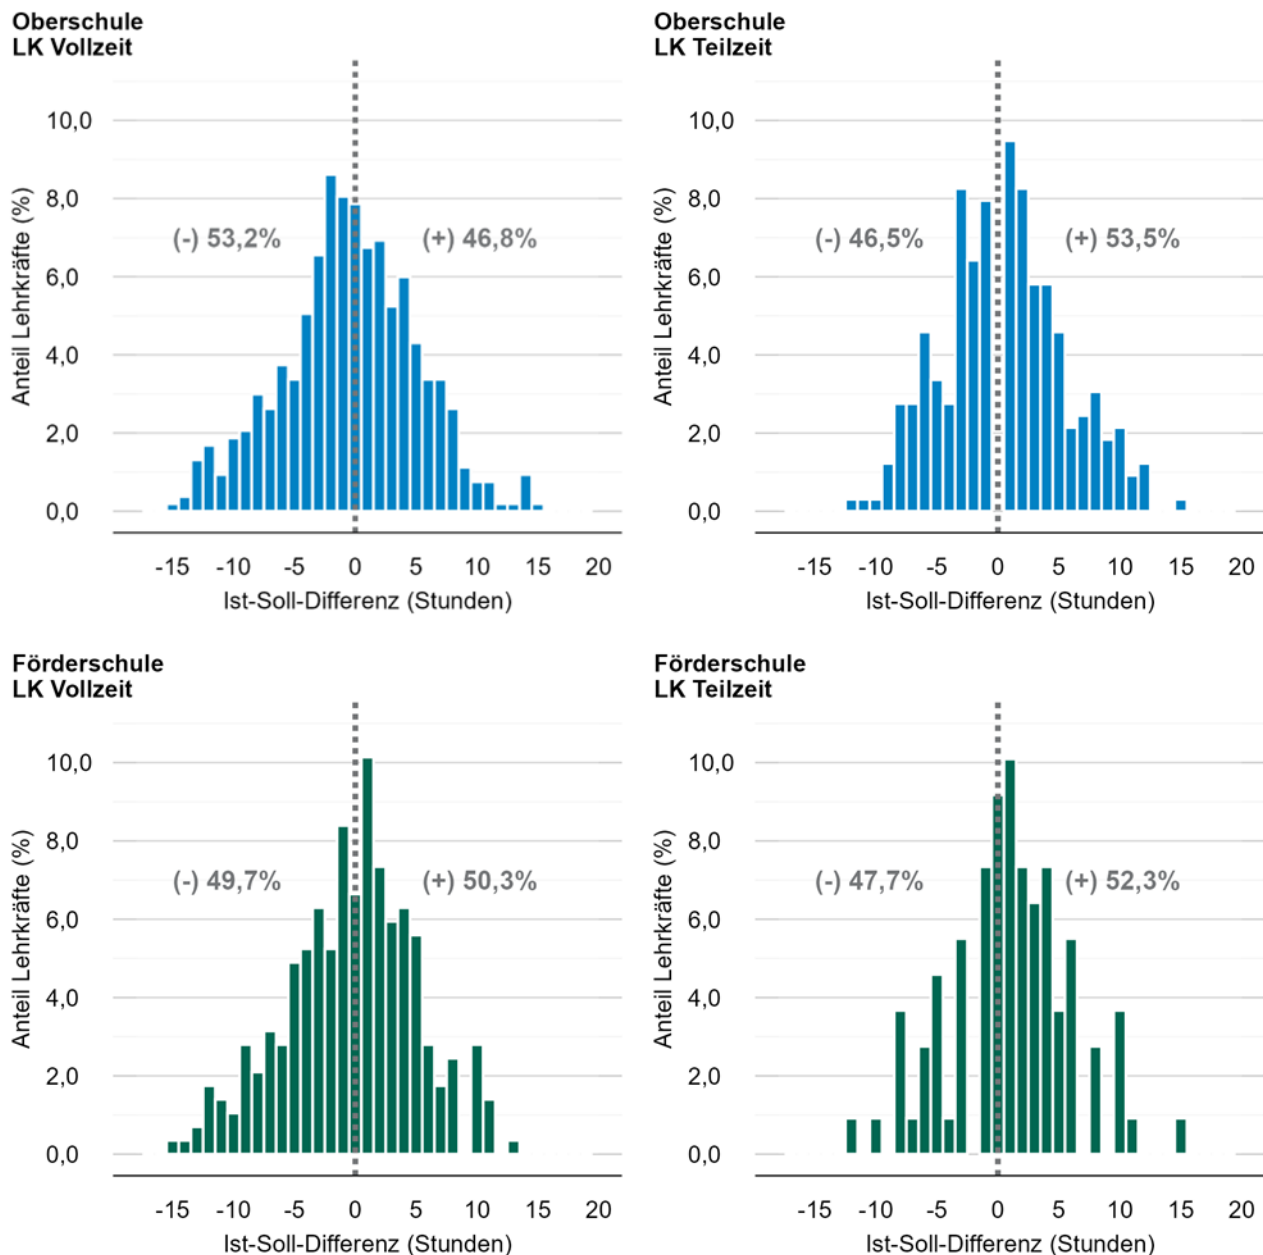 Oberschule
LK Vollzeit
Anteil Lehrkräfte (%)
10,0
8,0
6,0
4,0
2,0
0,0
(-) 53,2%
(+) 46,8%
-15 -10 -5 0 5 10 15 20
Ist-Soll-Differenz (Stunden)
Oberschule
LK Teilzeit
Anteil Lehrkräfte (%)
10,0
8,0
6,0
4,0
2,0
0,0
(-) 46,5%
(+) 53,5%
-15 -10 -5 0 5 10 15 20
Ist-Soll-Differenz (Stunden)
Förderschule
LK Vollzeit
Anteil Lehrkräfte (%)
10,0
8,0
6,0
4,0
2,0
0,0
(-) 49,7%
(+) 50,3%
-15 -10 -5 0 5 10 15 20
Ist-Soll-Differenz (Stunden)
Förderschule
LK Teilzeit
Anteil Lehrkräfte (%)
10,0
8,0
6,0
4,0
2,0
0,0
(-) 47,7%
(+) 52,3%
-15 -10 -5 0 5 10 15 20
Ist-Soll-Differenz (Stunden)